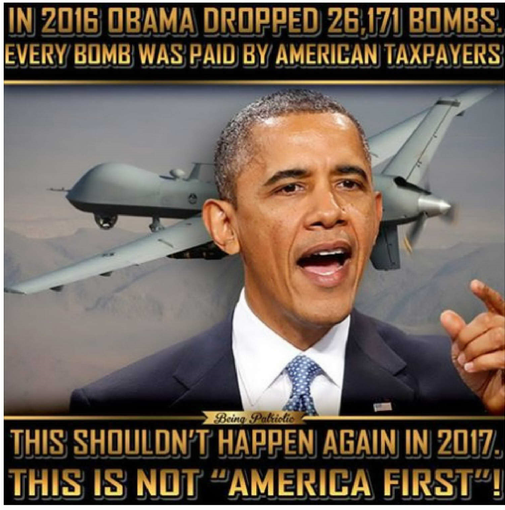 IN 2016 OBAMA DROPPED 26,171 BOMBS.
EVERY BOMB WAS PAID BY AMERICAN TAXPAYERS
Being Patriotic
THIS SHOULDN'T HAPPEN AGAIN IN 2017.
THIS IS NOT "AMERICA FIRST"!